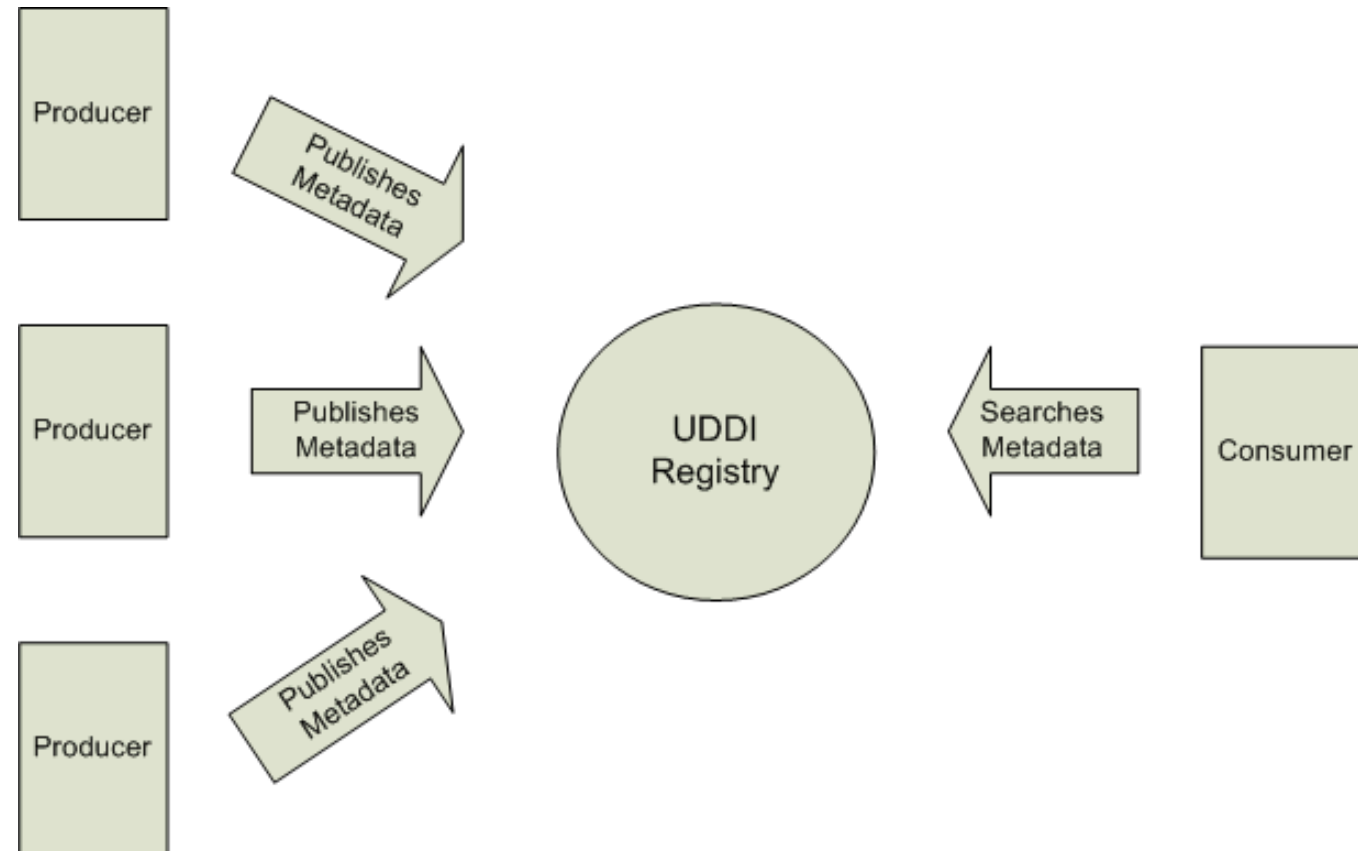 Producer
Publishes
Metadata
Producer
Publishes
Metadata
UDDI
Registry
Searches
Metadata
Consumer
Producer
Publishes
Metadata